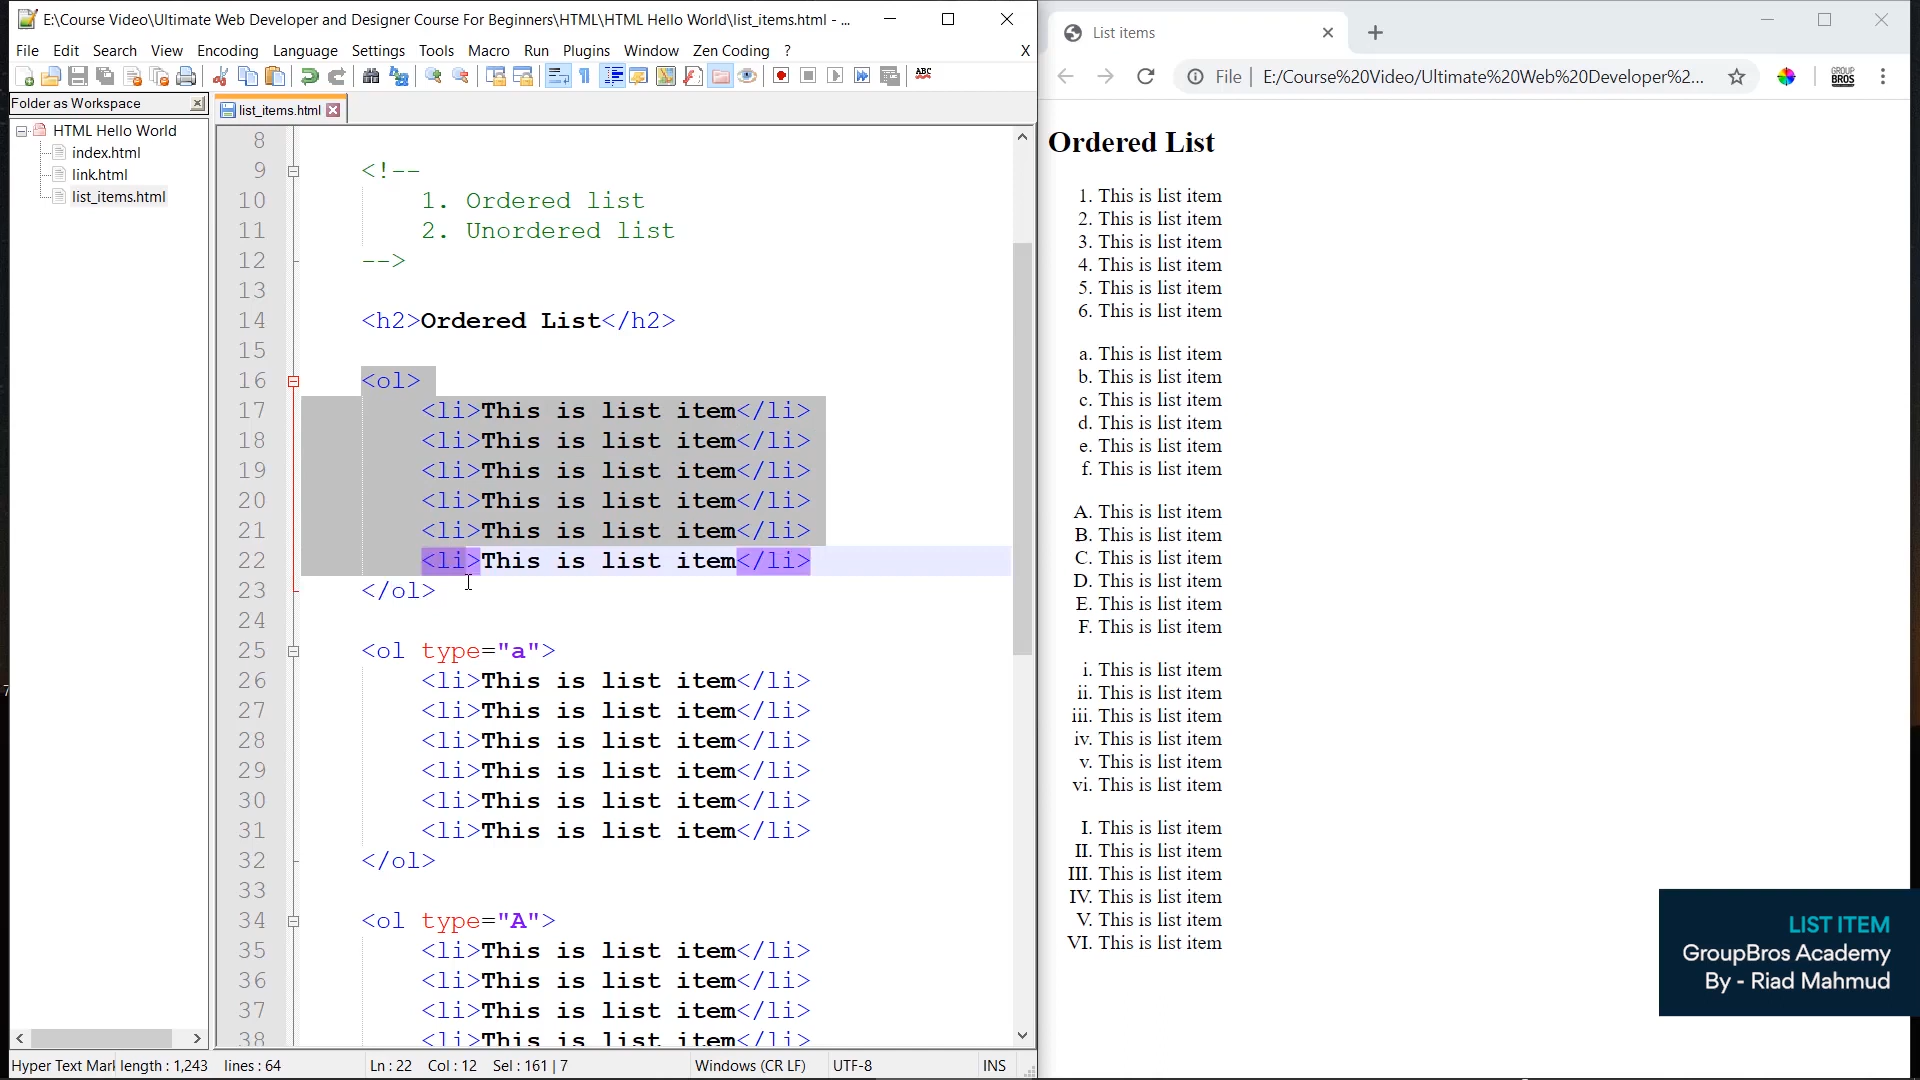 E:\Course Video\Ultimate Web Developer and Designer Course For Beginners\HTML\HTML Hello World\list_items.html - ...
File Edit Search View Encoding Language Settings Tools Macro Run Plugins Window Zen Coding ? X
ABC
Folder as Workspace
HTML Hello World
index.html
link.html
list_items.html
list_items.html
8
9 <!--
10 1. Ordered list
11 2. Unordered list
12 -->
13
14 <h2>Ordered List</h2>
15
16 <ol>
17 <li>This is list item</li>
18 <li>This is list item</li>
19 <li>This is list item</li>
20 <li>This is list item</li>
21 <li>This is list item</li>
22 <li>This is list item</li>
23 </ol>
24
25 <ol type="a">
26 <li>This is list item</li>
27 <li>This is list item</li>
28 <li>This is list item</li>
29 <li>This is list item</li>
30 <li>This is list item</li>
31 <li>This is list item</li>
32 </ol>
33
34 <ol type="A">
35 <li>This is list item</li>
36 <li>This is list item</li>
37 <li>This is list item</li>
38 <li>This is list item</li>
Hyper Text Mark length : 1,243 lines : 64 Ln : 22 Col : 12 Sel : 161 | 7 Windows (CR LF) UTF-8 INS
List items
File | E:/Course%20Video/Ultimate%20Web%20Developer%2...
GROUP BROS
Ordered List
1. This is list item
2. This is list item
3. This is list item
4. This is list item
5. This is list item
6. This is list item
a. This is list item
b. This is list item
c. This is list item
d. This is list item
e. This is list item
f. This is list item
A. This is list item
B. This is list item
C. This is list item
D. This is list item
E. This is list item
F. This is list item
i. This is list item
ii. This is list item
iii. This is list item
iv. This is list item
v. This is list item
vi. This is list item
I. This is list item
II. This is list item
III. This is list item
IV. This is list item
V. This is list item
VI. This is list item
LIST ITEM
GroupBros Academy
By - Riad Mahmud